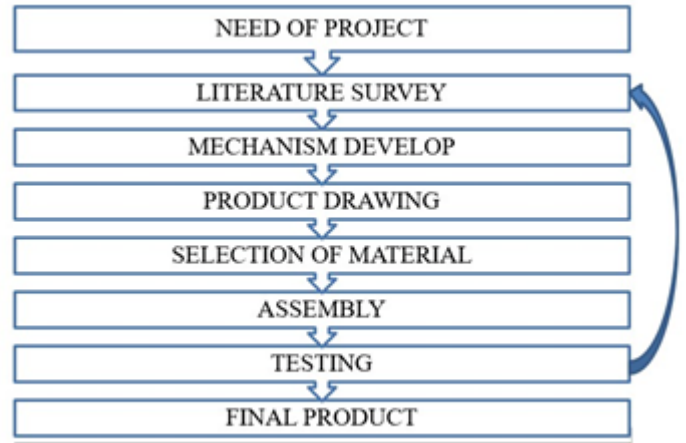 NEED OF PROJECT
LITERATURE SURVEY
MECHANISM DEVELOP
PRODUCT DRAWING
SELECTION OF MATERIAL
ASSEMBLY
TESTING
FINAL PRODUCT